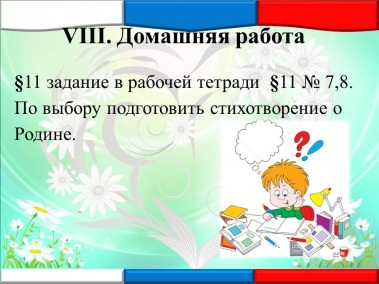 VIII. Домашняя работа
§11 задание в рабочей тетради §11 № 7,8.
По выбору подготовить стихотворение о
Родине.